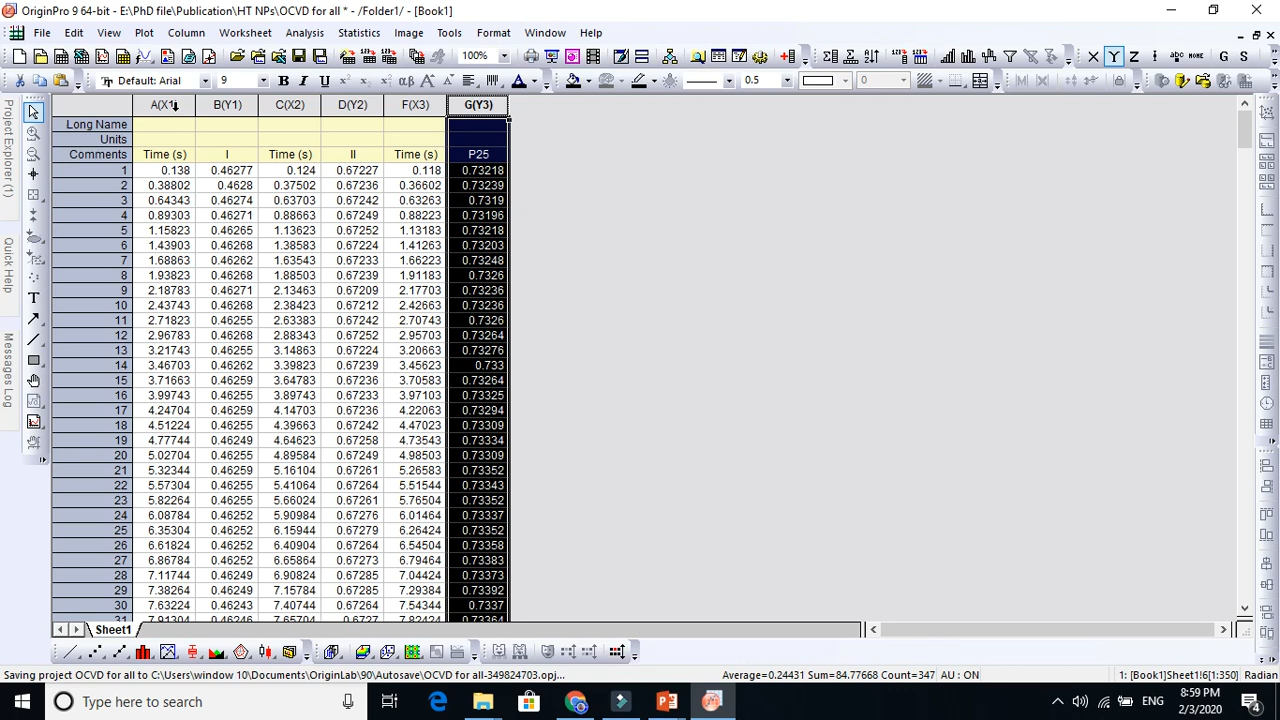 OriginPro 9 64-bit - E:\PhD file\Publication\HT NPs\OCVD for all * - /Folder1/ - [Book1]
File Edit View Plot Column Worksheet Analysis Statistics Image Tools Format Window Help
100%
Default: Arial 9 B I U 0.5 0
A(X1 B(Y1) C(X2) D(Y2) F(X3) G(Y3)
Long Name
Units
Comments Time (s) I Time (s) II Time (s) P25
1 0.138 0.46277 0.124 0.67227 0.118 0.73218
2 0.38802 0.4628 0.37502 0.67236 0.36602 0.73239
3 0.64343 0.46274 0.63703 0.67242 0.63263 0.7319
4 0.89303 0.46271 0.88663 0.67249 0.88223 0.73196
5 1.15823 0.46265 1.13623 0.67252 1.13183 0.73218
6 1.43903 0.46268 1.38583 0.67224 1.41263 0.73203
7 1.68863 0.46262 1.63543 0.67233 1.66223 0.73248
8 1.93823 0.46268 1.88503 0.67239 1.91183 0.7326
9 2.18783 0.46271 2.13463 0.67209 2.17703 0.73236
10 2.43743 0.46268 2.38423 0.67212 2.42663 0.73236
11 2.71823 0.46255 2.63383 0.67242 2.70743 0.7326
12 2.96783 0.46268 2.88343 0.67252 2.95703 0.73264
13 3.21743 0.46255 3.14863 0.67224 3.20663 0.73276
14 3.46703 0.46262 3.39823 0.67239 3.45623 0.733
15 3.71663 0.46259 3.64783 0.67236 3.70583 0.73264
16 3.99743 0.46255 3.89743 0.67233 3.97103 0.73325
17 4.24704 0.46259 4.14703 0.67236 4.22063 0.73294
18 4.51224 0.46255 4.39663 0.67242 4.47023 0.73309
19 4.77744 0.46249 4.64623 0.67258 4.73543 0.73334
20 5.02704 0.46255 4.89584 0.67249 4.98503 0.73309
21 5.32344 0.46259 5.16104 0.67261 5.26583 0.73352
22 5.57304 0.46255 5.41064 0.67264 5.51544 0.73343
23 5.82264 0.46255 5.66024 0.67261 5.76504 0.73352
24 6.08784 0.46252 5.90984 0.67276 6.01464 0.73337
25 6.35304 0.46252 6.15944 0.67279 6.26424 0.73352
26 6.61824 0.46252 6.40904 0.67264 6.54504 0.73358
27 6.86784 0.46252 6.65864 0.67273 6.79464 0.73383
28 7.11744 0.46249 6.90824 0.67285 7.04424 0.73373
29 7.38264 0.46249 7.15784 0.67285 7.29384 0.73392
30 7.63224 0.46243 7.40744 0.67264 7.54344 0.7337
31 7.91304 0.46246 7.65704 0.6727 7.82424 0.73364
Project Explorer (1)
Quick Help
Messages Log
Sheet1
Saving project OCVD for all to C:\Users\window 10\Documents\OriginLab\90\Autosave\OCVD for all-349824703.opj... Average=0.24431 Sum=84.77668 Count=347 AU : ON 1: [Book1]Sheet1!6[1:350] Radian
Type here to search
ENG
8:59 PM
2/3/2020
4